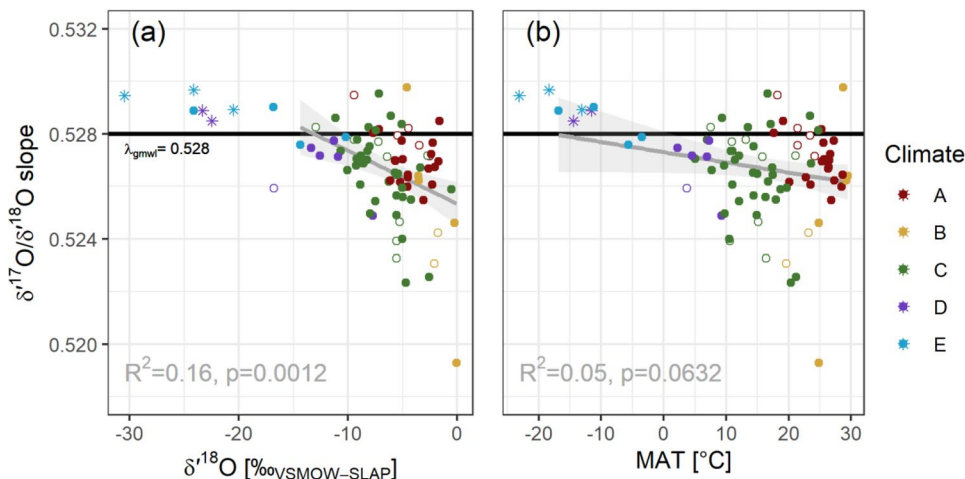 (a)
(b)
0.532
0.528
0.524
0.520
δ′¹⁷O/δ′¹⁸O slope
λgmwl= 0.528
R²=0.16, p=0.0012
R²=0.05, p=0.0632
-30 -20 -10 0
-20 -10 0 10 20 30
δ′¹⁸O [‰VSMOW–SLAP]
MAT [°C]
Climate
A
B
C
D
E